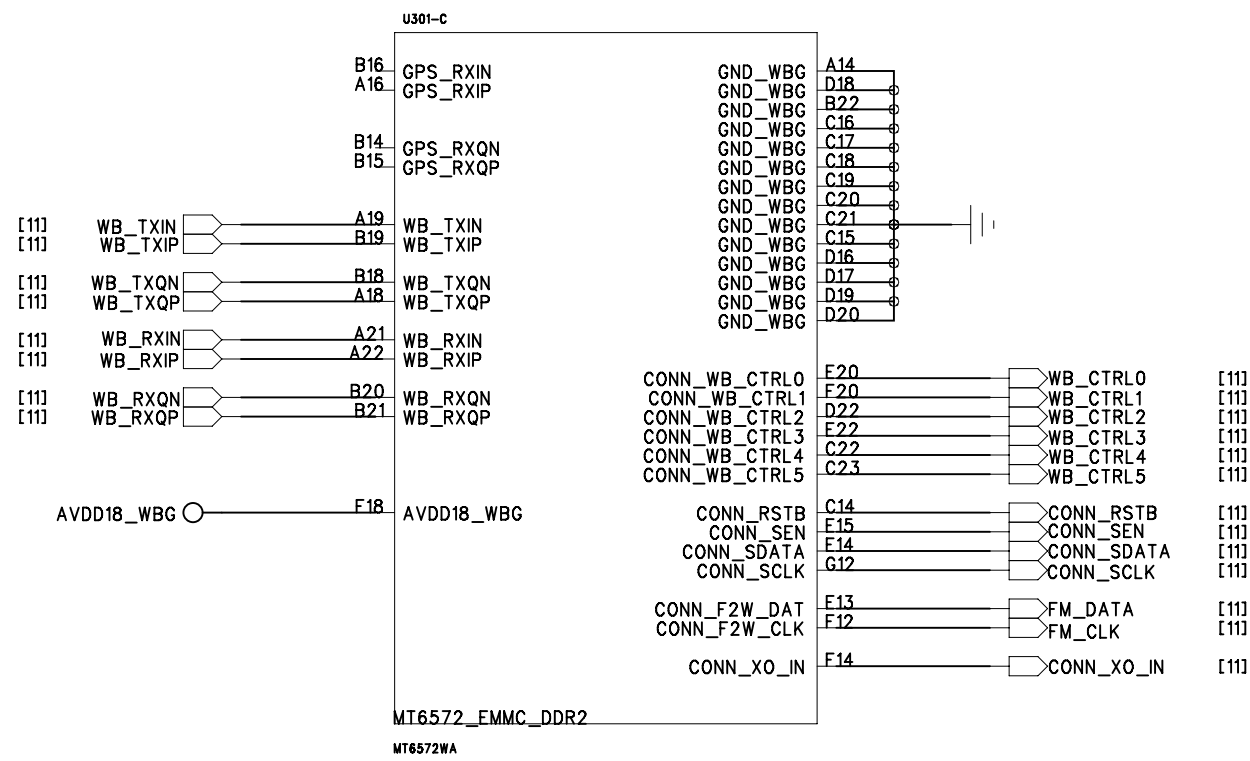 U301-C
B16 GPS_RXIN GND_WBG A14
A16 GPS_RXIP GND_WBG D18
GND_WBG B22
GND_WBG C16
B14 GPS_RXQN GND_WBG C17
B15 GPS_RXQP GND_WBG C18
GND_WBG C19
GND_WBG C20
[11] WB_TXIN A19 WB_TXIN GND_WBG C21
[11] WB_TXIP B19 WB_TXIP GND_WBG C15
GND_WBG D16
[11] WB_TXQN B18 WB_TXQN GND_WBG D17
[11] WB_TXQP A18 WB_TXQP GND_WBG D19
GND_WBG D20
[11] WB_RXIN A21 WB_RXIN
[11] WB_RXIP A22 WB_RXIP
CONN_WB_CTRL0 E20 WB_CTRL0 [11]
[11] WB_RXQN B20 WB_RXQN CONN_WB_CTRL1 F20 WB_CTRL1 [11]
[11] WB_RXQP B21 WB_RXQP CONN_WB_CTRL2 D22 WB_CTRL2 [11]
CONN_WB_CTRL3 E22 WB_CTRL3 [11]
CONN_WB_CTRL4 C22 WB_CTRL4 [11]
CONN_WB_CTRL5 C23 WB_CTRL5 [11]
AVDD18_WBG F18 AVDD18_WBG CONN_RSTB C14 CONN_RSTB [11]
CONN_SEN E15 CONN_SEN [11]
CONN_SDATA E14 CONN_SDATA [11]
CONN_SCLK G12 CONN_SCLK [11]
CONN_F2W_DAT E13 FM_DATA [11]
CONN_F2W_CLK F12 FM_CLK [11]
CONN_XO_IN F14 CONN_XO_IN [11]
MT6572_EMMC_DDR2
MT6572WA